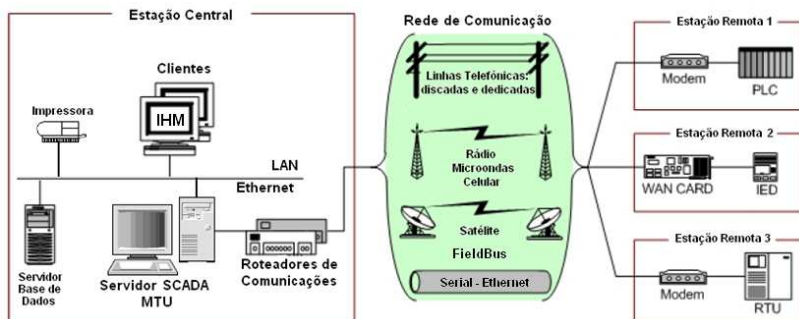 Estação Central
Impressora
Clientes
IHM
LAN
Ethernet
Servidor
Base de
Dados
Servidor SCADA
MTU
Roteadores de
Comunicações
Rede de Comunicação
Linhas Telefónicas:
discadas e dedicadas
Rádio
Microondas
Celular
Satélite
FieldBus
Serial - Ethernet
Estação Remota 1
Modem
PLC
Estação Remota 2
WAN CARD
IED
Estação Remota 3
Modem
RTU